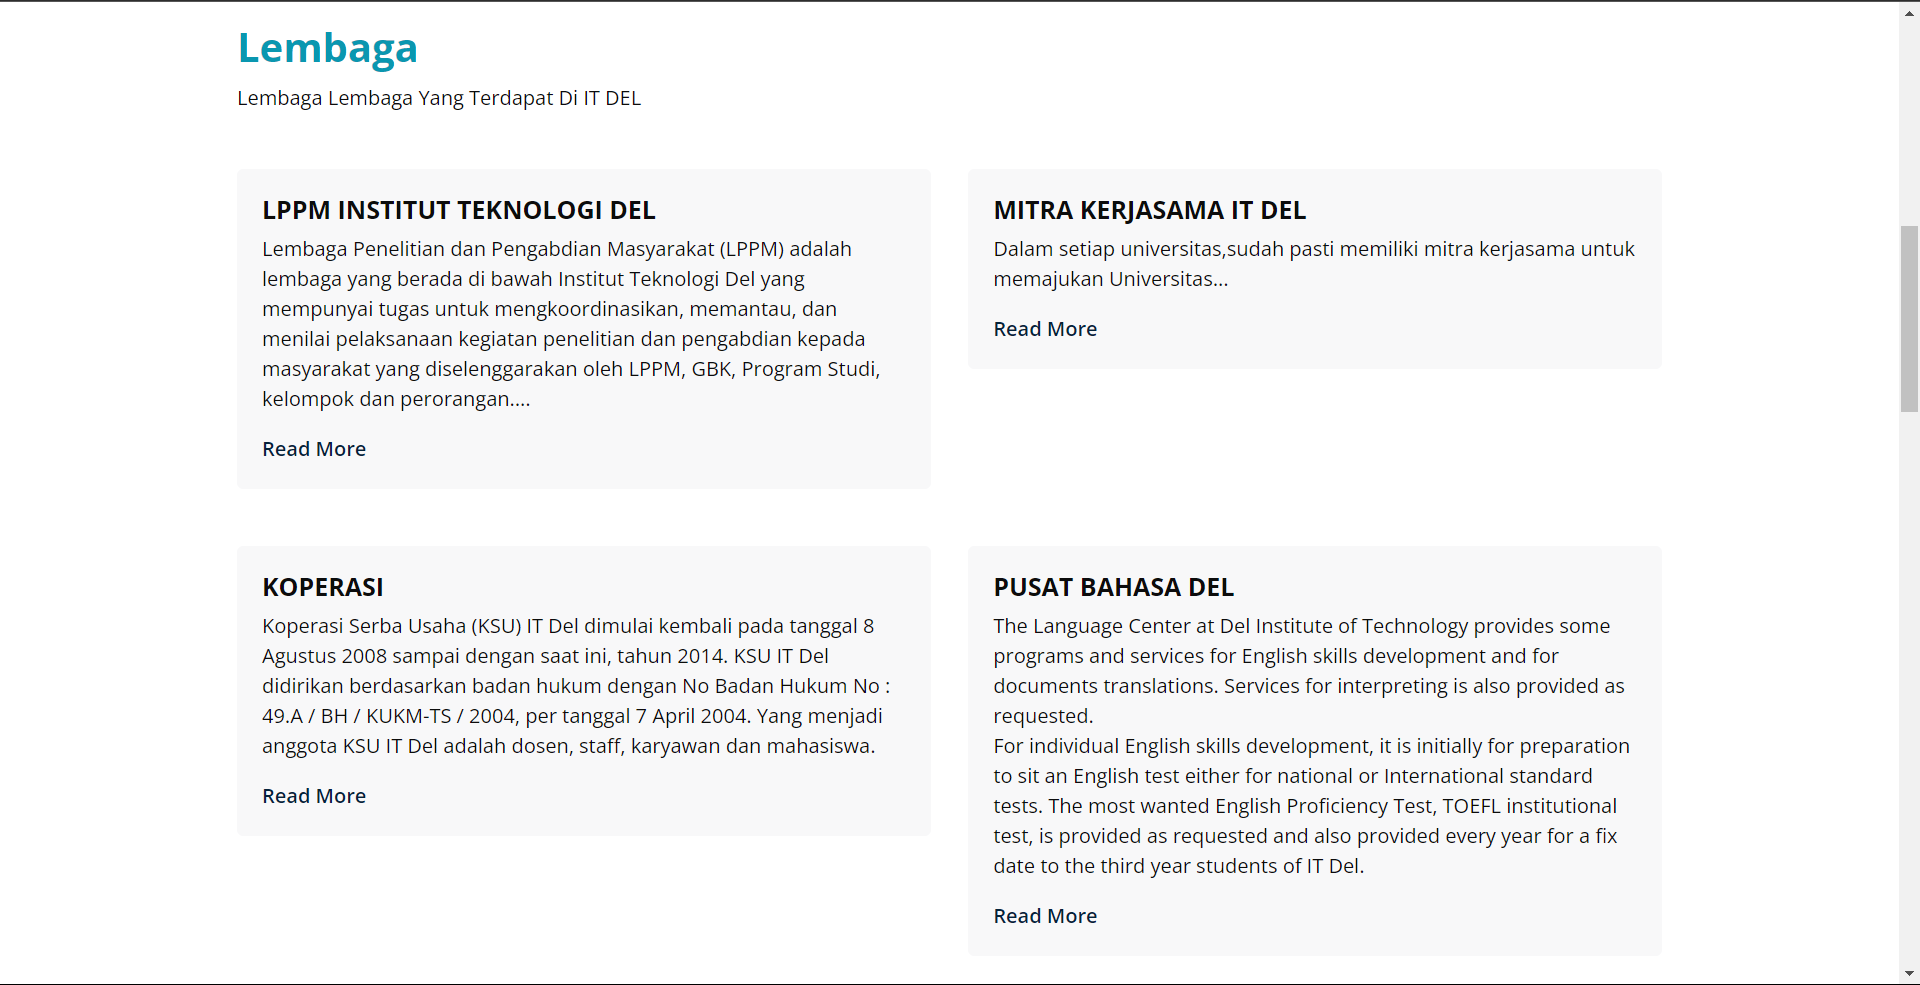 Lembaga
Lembaga Lembaga Yang Terdapat Di IT DEL
LPPM INSTITUT TEKNOLOGI DEL
Lembaga Penelitian dan Pengabdian Masyarakat (LPPM) adalah
lembaga yang berada di bawah Institut Teknologi Del yang
mempunyai tugas untuk mengkoordinasikan, memantau, dan
menilai pelaksanaan kegiatan penelitian dan pengabdian kepada
masyarakat yang diselenggarakan oleh LPPM, GBK, Program Studi,
kelompok dan perorangan....
Read More
MITRA KERJASAMA IT DEL
Dalam setiap universitas,sudah pasti memiliki mitra kerjasama untuk
memajukan Universitas...
Read More
KOPERASI
Koperasi Serba Usaha (KSU) IT Del dimulai kembali pada tanggal 8
Agustus 2008 sampai dengan saat ini, tahun 2014. KSU IT Del
didirikan berdasarkan badan hukum dengan No Badan Hukum No :
49.A / BH / KUKM-TS / 2004, per tanggal 7 April 2004. Yang menjadi
anggota KSU IT Del adalah dosen, staff, karyawan dan mahasiswa.
Read More
PUSAT BAHASA DEL
The Language Center at Del Institute of Technology provides some
programs and services for English skills development and for
documents translations. Services for interpreting is also provided as
requested.
For individual English skills development, it is initially for preparation
to sit an English test either for national or International standard
tests. The most wanted English Proficiency Test, TOEFL institutional
test, is provided as requested and also provided every year for a fix
date to the third year students of IT Del.
Read More